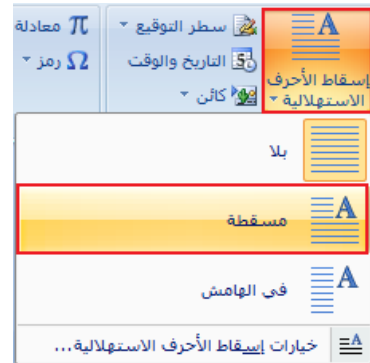 إسقاط الأحرف
الاستهلالية
سطر التوقيع
التاريخ والوقت
كائن
π معادلة
Ω رمز
بلا
مسقطة
في الهامش
خيارات إسقاط الأحرف الاستهلالية...